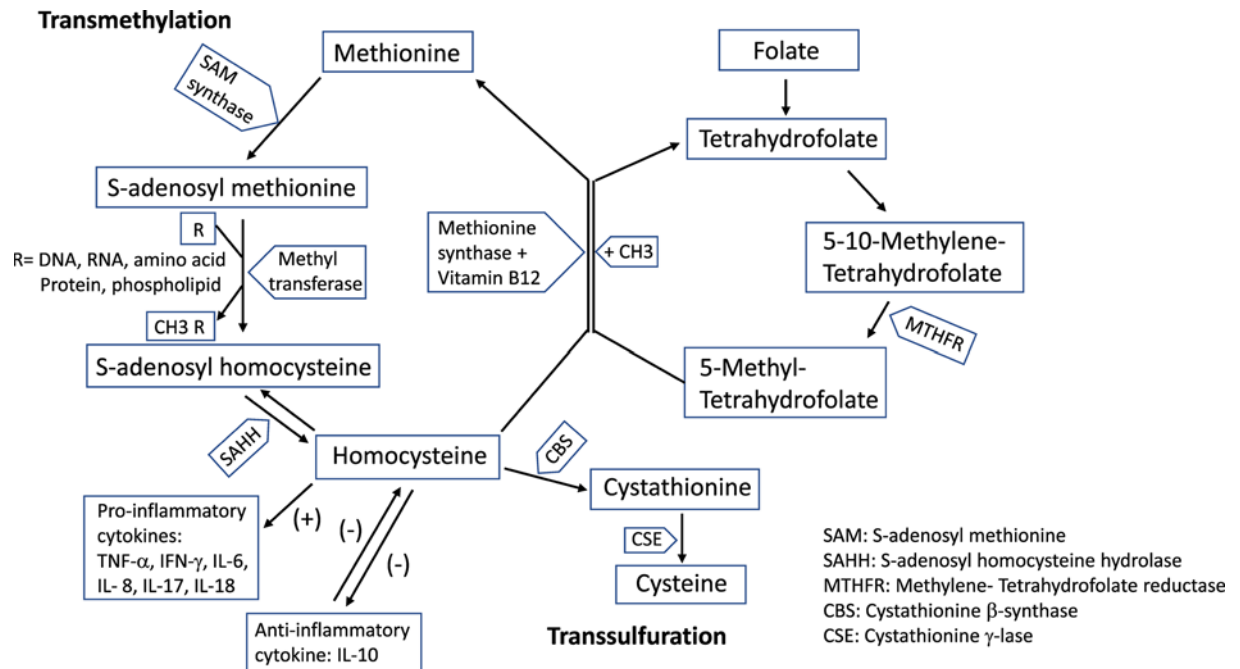 Transmethylation
Methionine
SAM
synthase
S-adenosyl methionine
R
R= DNA, RNA, amino acid
Protein, phospholipid
Methyl
transferase
CH3 R
S-adenosyl homocysteine
SAHH
Homocysteine
Folate
Tetrahydrofolate
5-10-Methylene-
Tetrahydrofolate
MTHFR
5-Methyl-
Tetrahydrofolate
Methionine
synthase +
Vitamin B12
+ CH3
CBS
Cystathionine
CSE
Cysteine
Transsulfuration
(+)
Pro-inflammatory
cytokines:
TNF-α, IFN-γ, IL-6,
IL- 8, IL-17, IL-18
(-)
(-)
Anti-inflammatory
cytokine: IL-10
SAM: S-adenosyl methionine
SAHH: S-adenosyl homocysteine hydrolase
MTHFR: Methylene- Tetrahydrofolate reductase
CBS: Cystathionine β-synthase
CSE: Cystathionine γ-lase